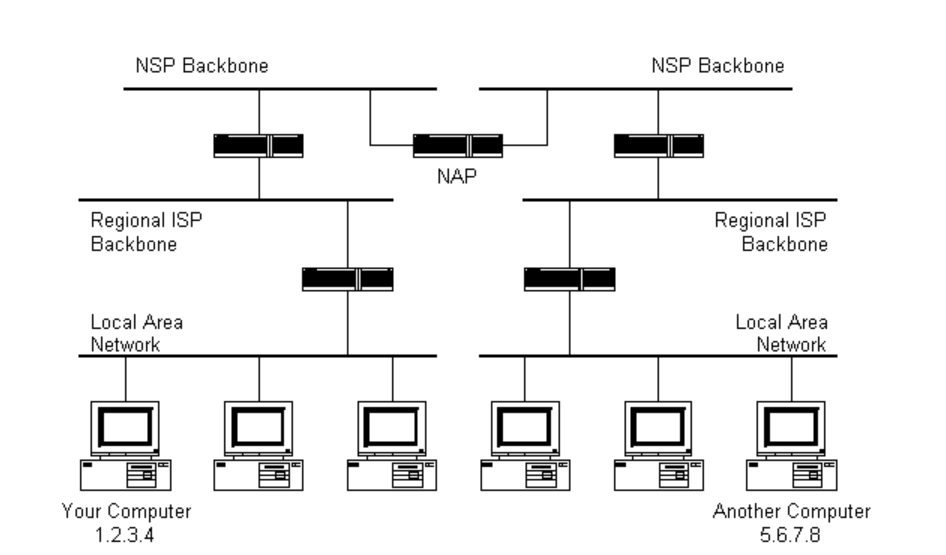 NSP Backbone
NSP Backbone
NAP
Regional ISP
Backbone
Regional ISP
Backbone
Local Area
Network
Local Area
Network
Your Computer
1.2.3.4
Another Computer
5.6.7.8